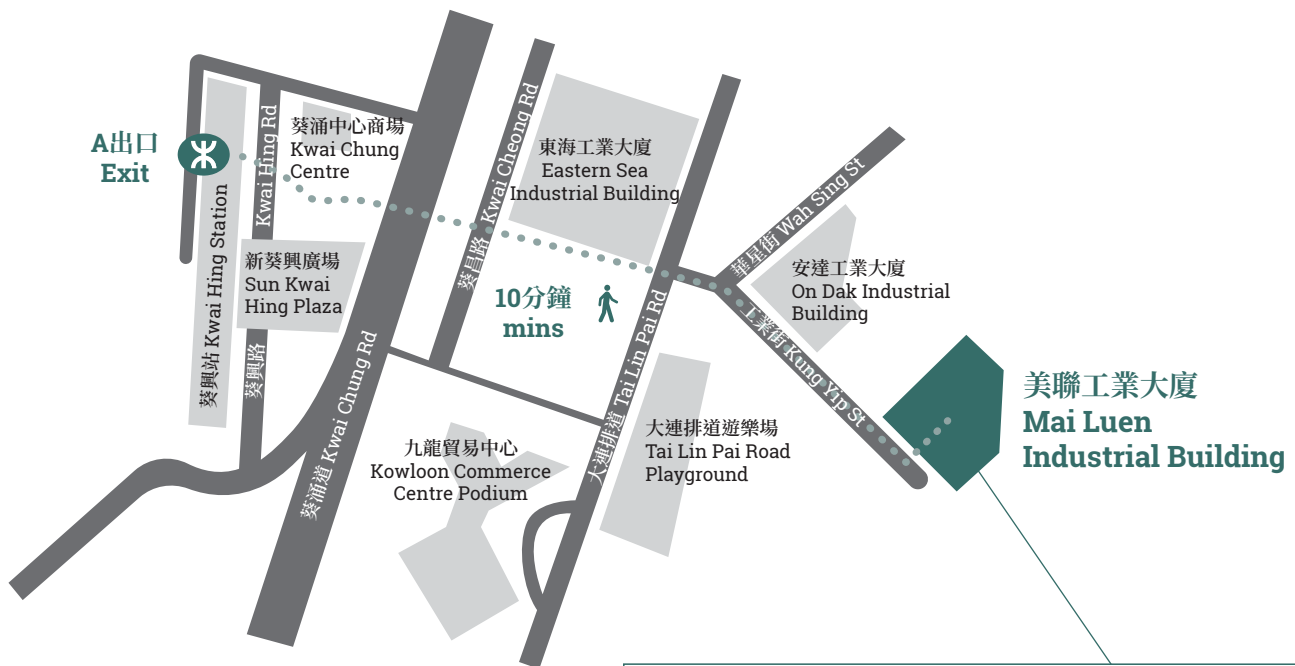 A出口
Exit
葵興站 Kwai Hing Station
葵興路 Kwai Hing Rd
葵涌中心商場
Kwai Chung
Centre
新葵興廣場
Sun Kwai
Hing Plaza
葵涌道 Kwai Chung Rd
葵昌路 Kwai Cheong Rd
東海工業大廈
Eastern Sea
Industrial Building
10分鐘
mins
九龍貿易中心
Kowloon Commerce
Centre Podium
大連排道 Tai Lin Pai Rd
大連排道遊樂場
Tai Lin Pai Road
Playground
華星街 Wah Sing St
安達工業大廈
On Dak Industrial
Building
工業街 Kung Yip St
美聯工業大廈
Mai Luen
Industrial Building